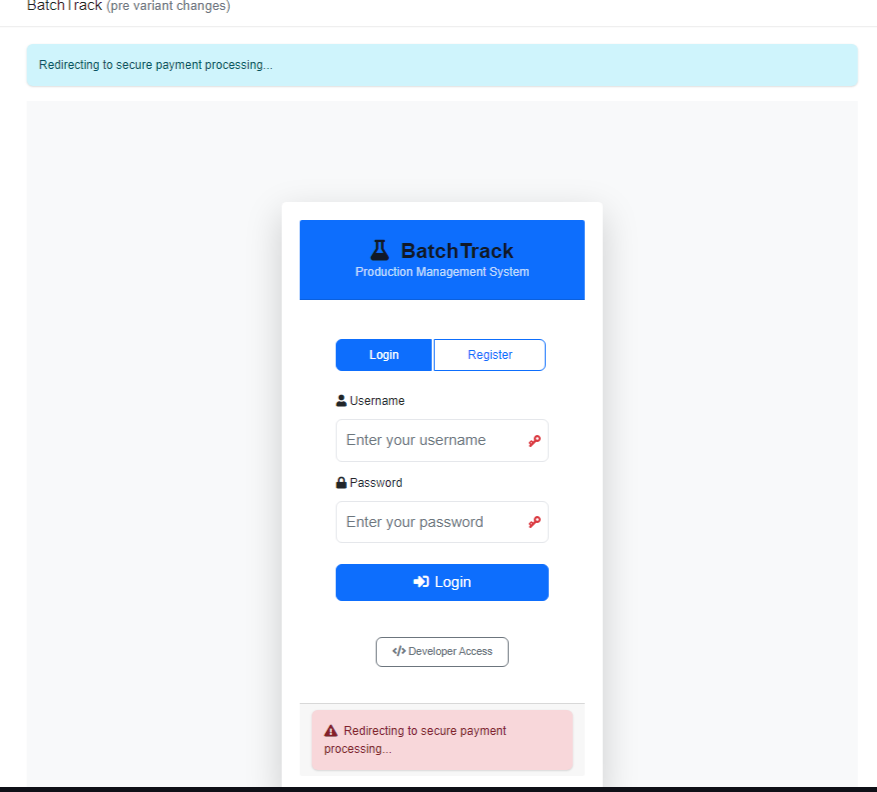 BatchTrack (pre variant changes)
Redirecting to secure payment processing...
BatchTrack
Production Management System
Login
Register
Username
Enter your username
Password
Enter your password
Login
</> Developer Access
Redirecting to secure payment
processing...